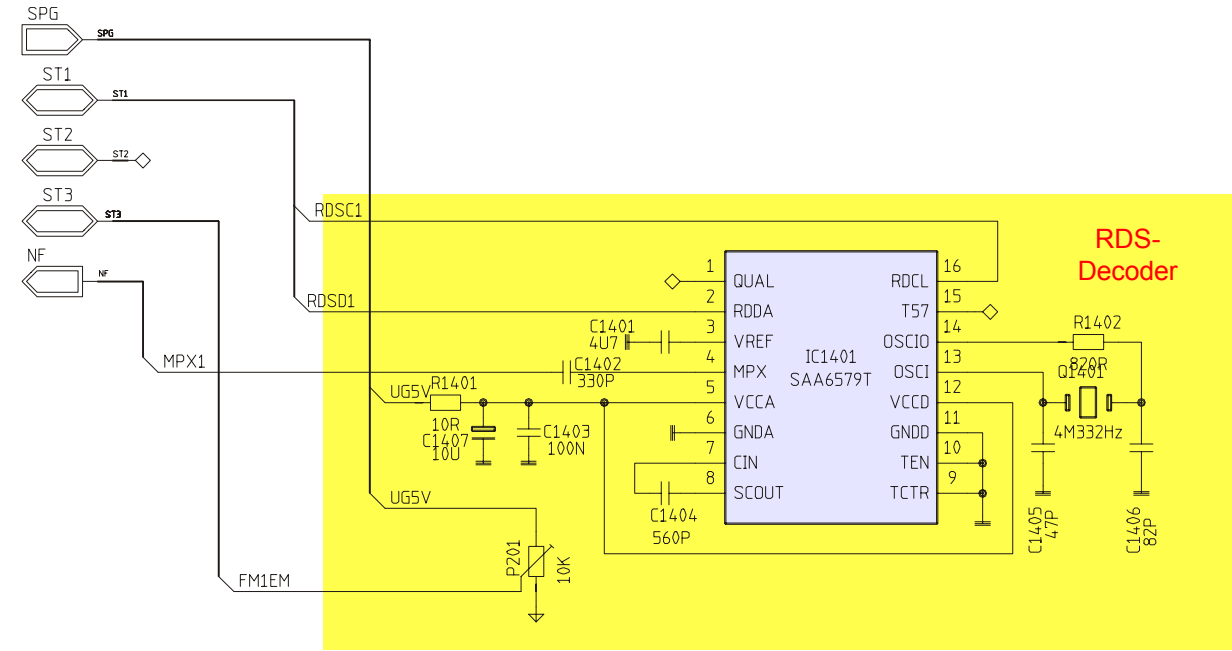 SPG
SPG
ST1
ST1
ST2
ST2
ST3
ST3
NF
NF
RDSC1
RDSD1
MPX1
UG5V
UG5V
FM1EM
RDS-
Decoder
1
2
3
4
5
6
7
8
QUAL
RDDA
VREF
MPX
VCCA
GNDA
CIN
SCOUT
IC1401
SAA6579T
RDCL
T57
OSCIO
OSCI
VCCD
GNDD
TEN
TCTR
16
15
14
13
12
11
10
9
C1401
4U7
C1402
330P
R1401
10R
C1407
10U
C1403
100N
C1404
560P
P201
10K
R1402
820R
Q1401
4M332Hz
C1405
47P
C1406
82P